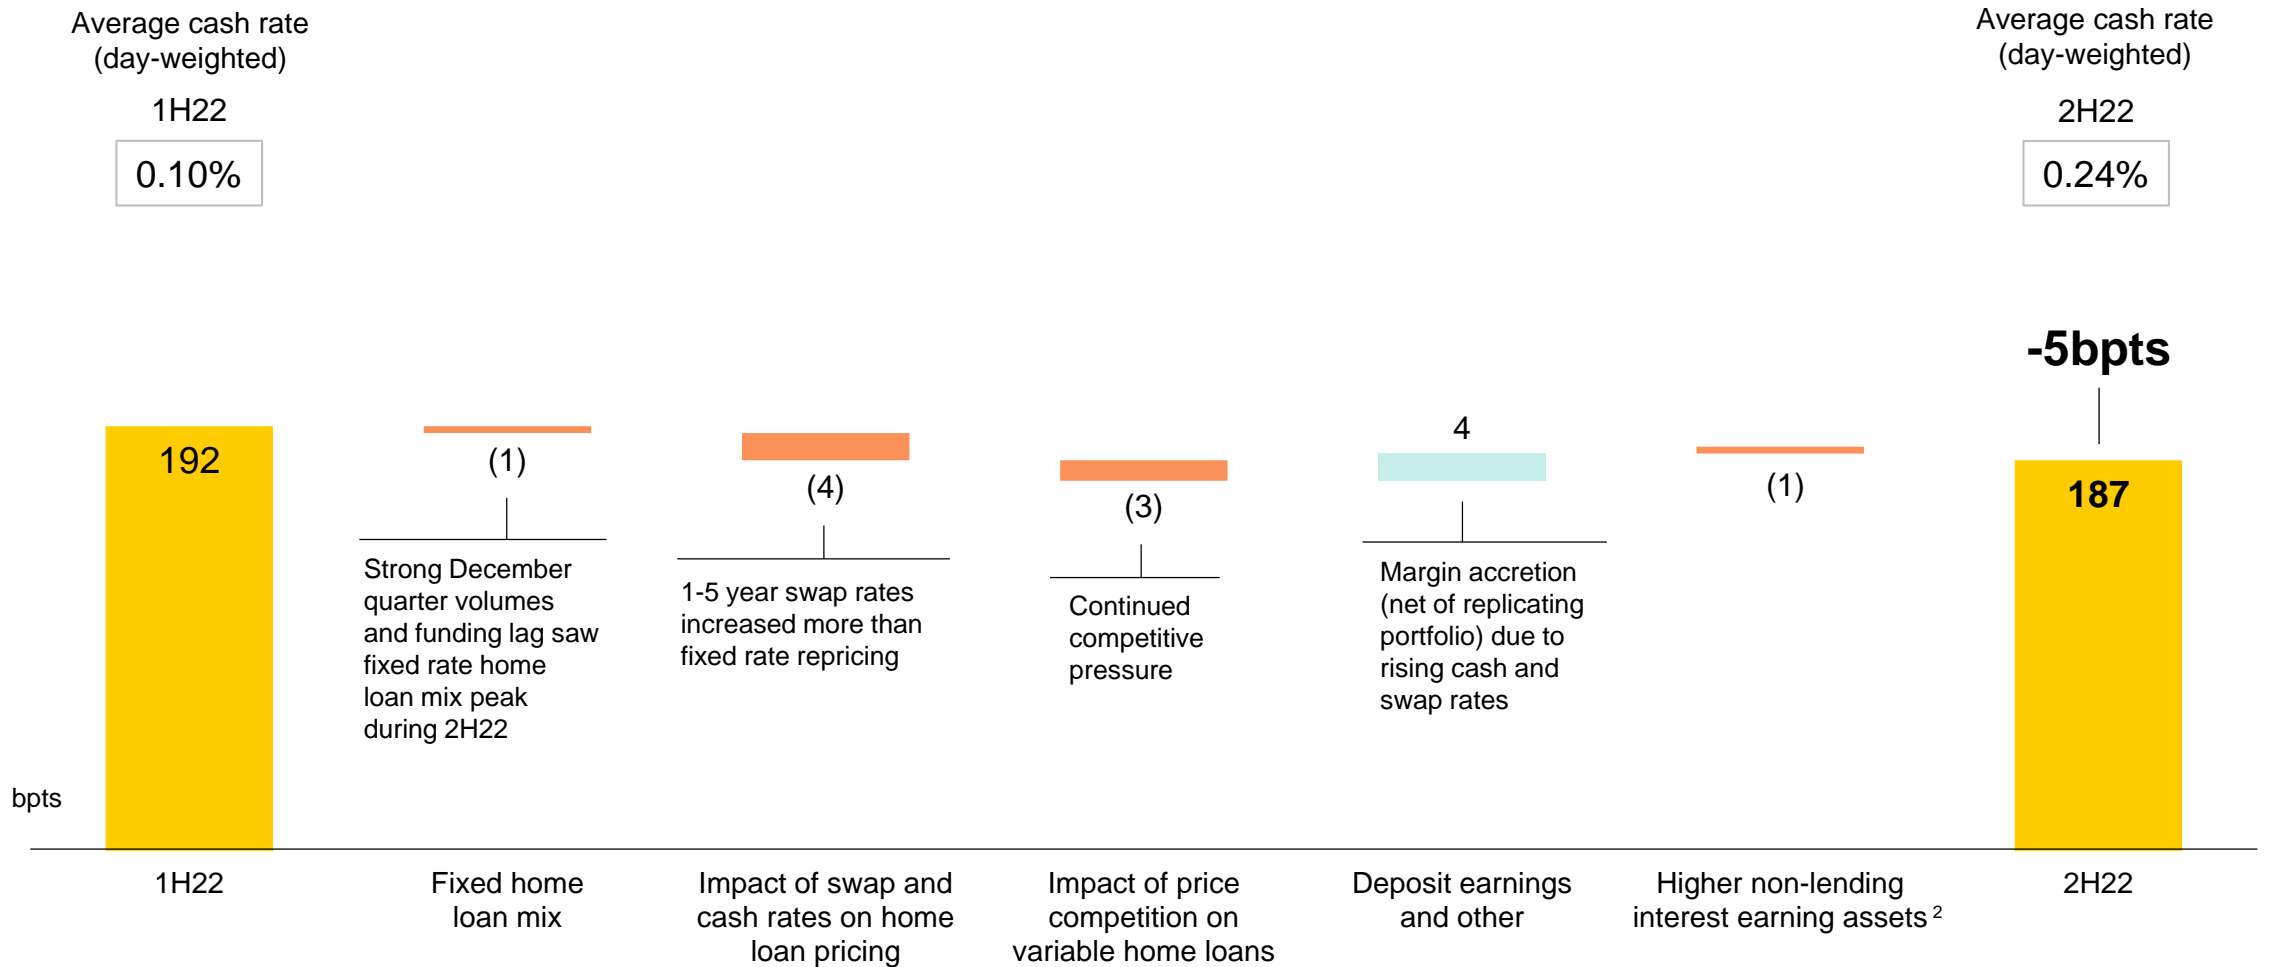 Average cash rate
(day-weighted)
1H22
0.10%
Average cash rate
(day-weighted)
2H22
0.24%
-5bpts
192
(1)
Strong December
quarter volumes
and funding lag saw
fixed rate home
loan mix peak
during 2H22
(4)
1-5 year swap rates
increased more than
fixed rate repricing
(3)
Continued
competitive
pressure
4
Margin accretion
(net of replicating
portfolio) due to
rising cash and
swap rates
(1)
187
bpts
1H22
Fixed home
loan mix
Impact of swap and
cash rates on home
loan pricing
Impact of price
competition on
variable home loans
Deposit earnings
and other
Higher non-lending
interest earning assets 2
2H22